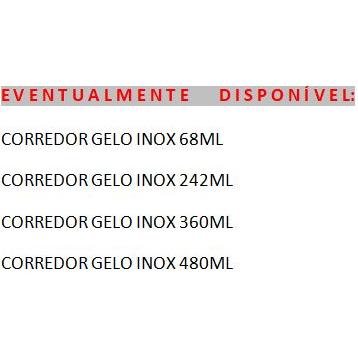 EVENTUALMENTE DISPONÍVEL:
CORREDOR GELO INOX 68ML
CORREDOR GELO INOX 242ML
CORREDOR GELO INOX 360ML
CORREDOR GELO INOX 480ML